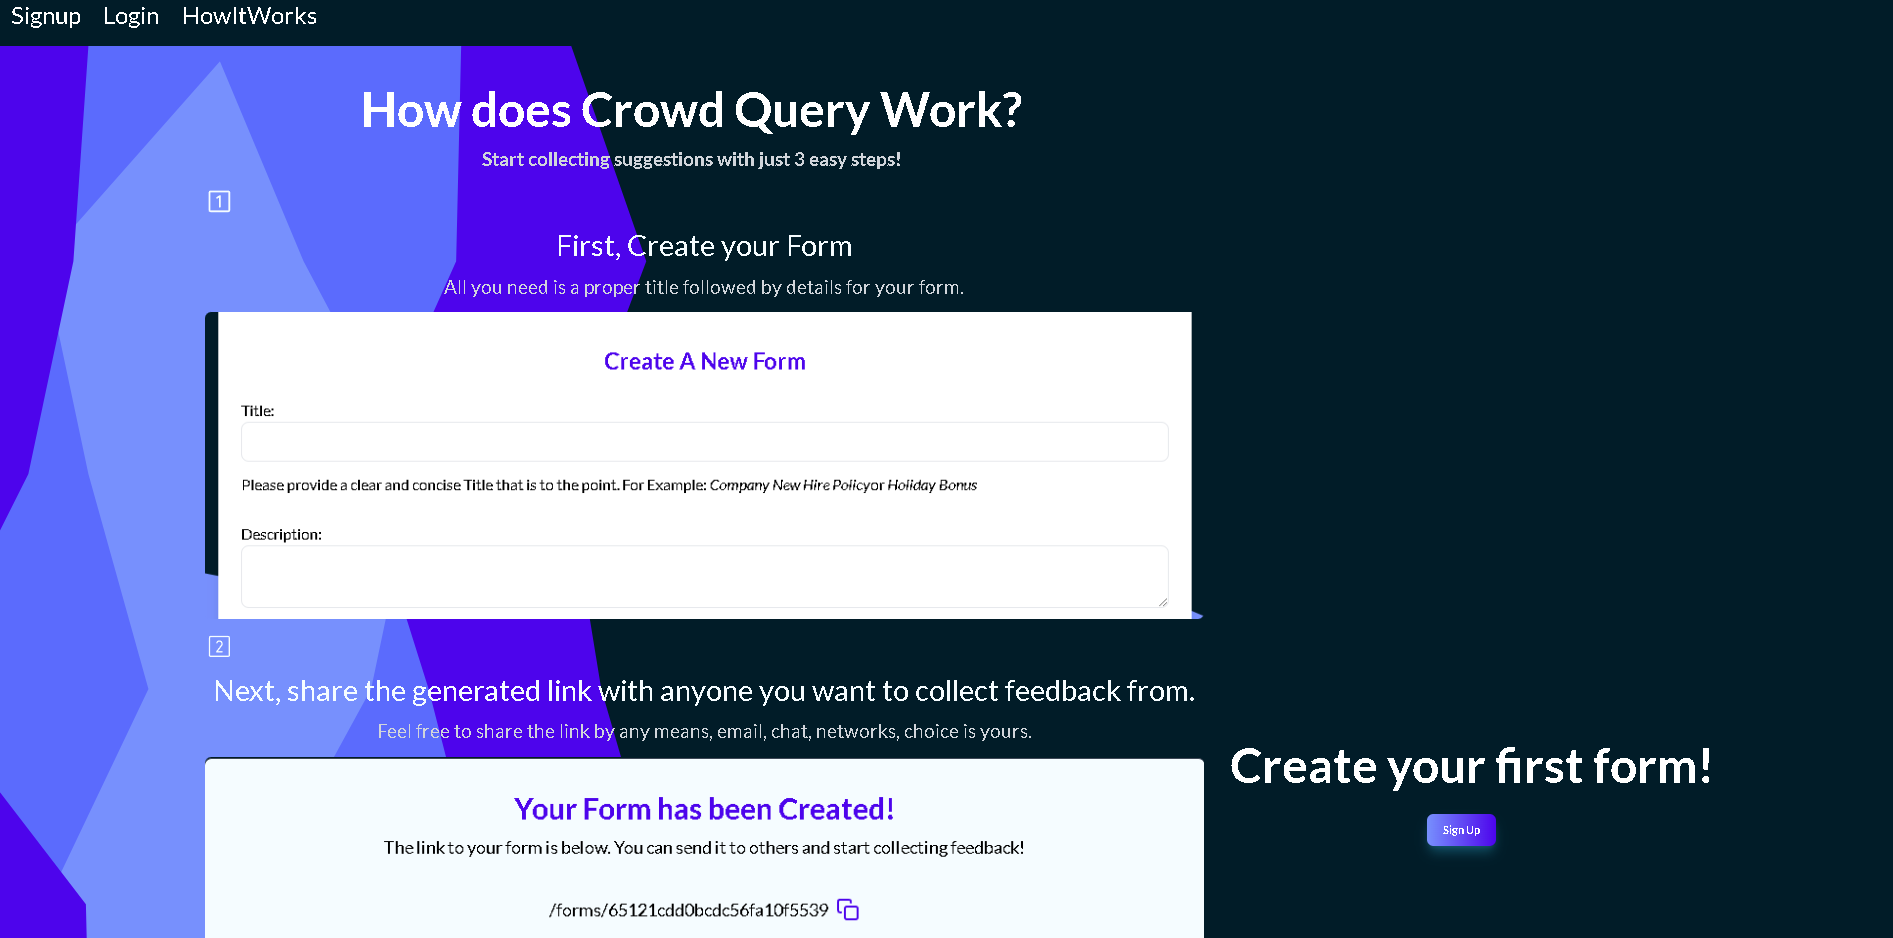 Signup Login HowItWorks
How does Crowd Query Work?
Start collecting suggestions with just 3 easy steps!
1
First, Create your Form
All you need is a proper title followed by details for your form.
Create A New Form
Title:
Please provide a clear and concise Title that is to the point. For Example: Company New Hire Policyor Holiday Bonus
Description:
2
Next, share the generated link with anyone you want to collect feedback from.
Feel free to share the link by any means, email, chat, networks, choice is yours.
Your Form has been Created!
The link to your form is below. You can send it to others and start collecting feedback!
/forms/65121cdd0bcdc56fa10f5539
Create your first form!
Sign Up